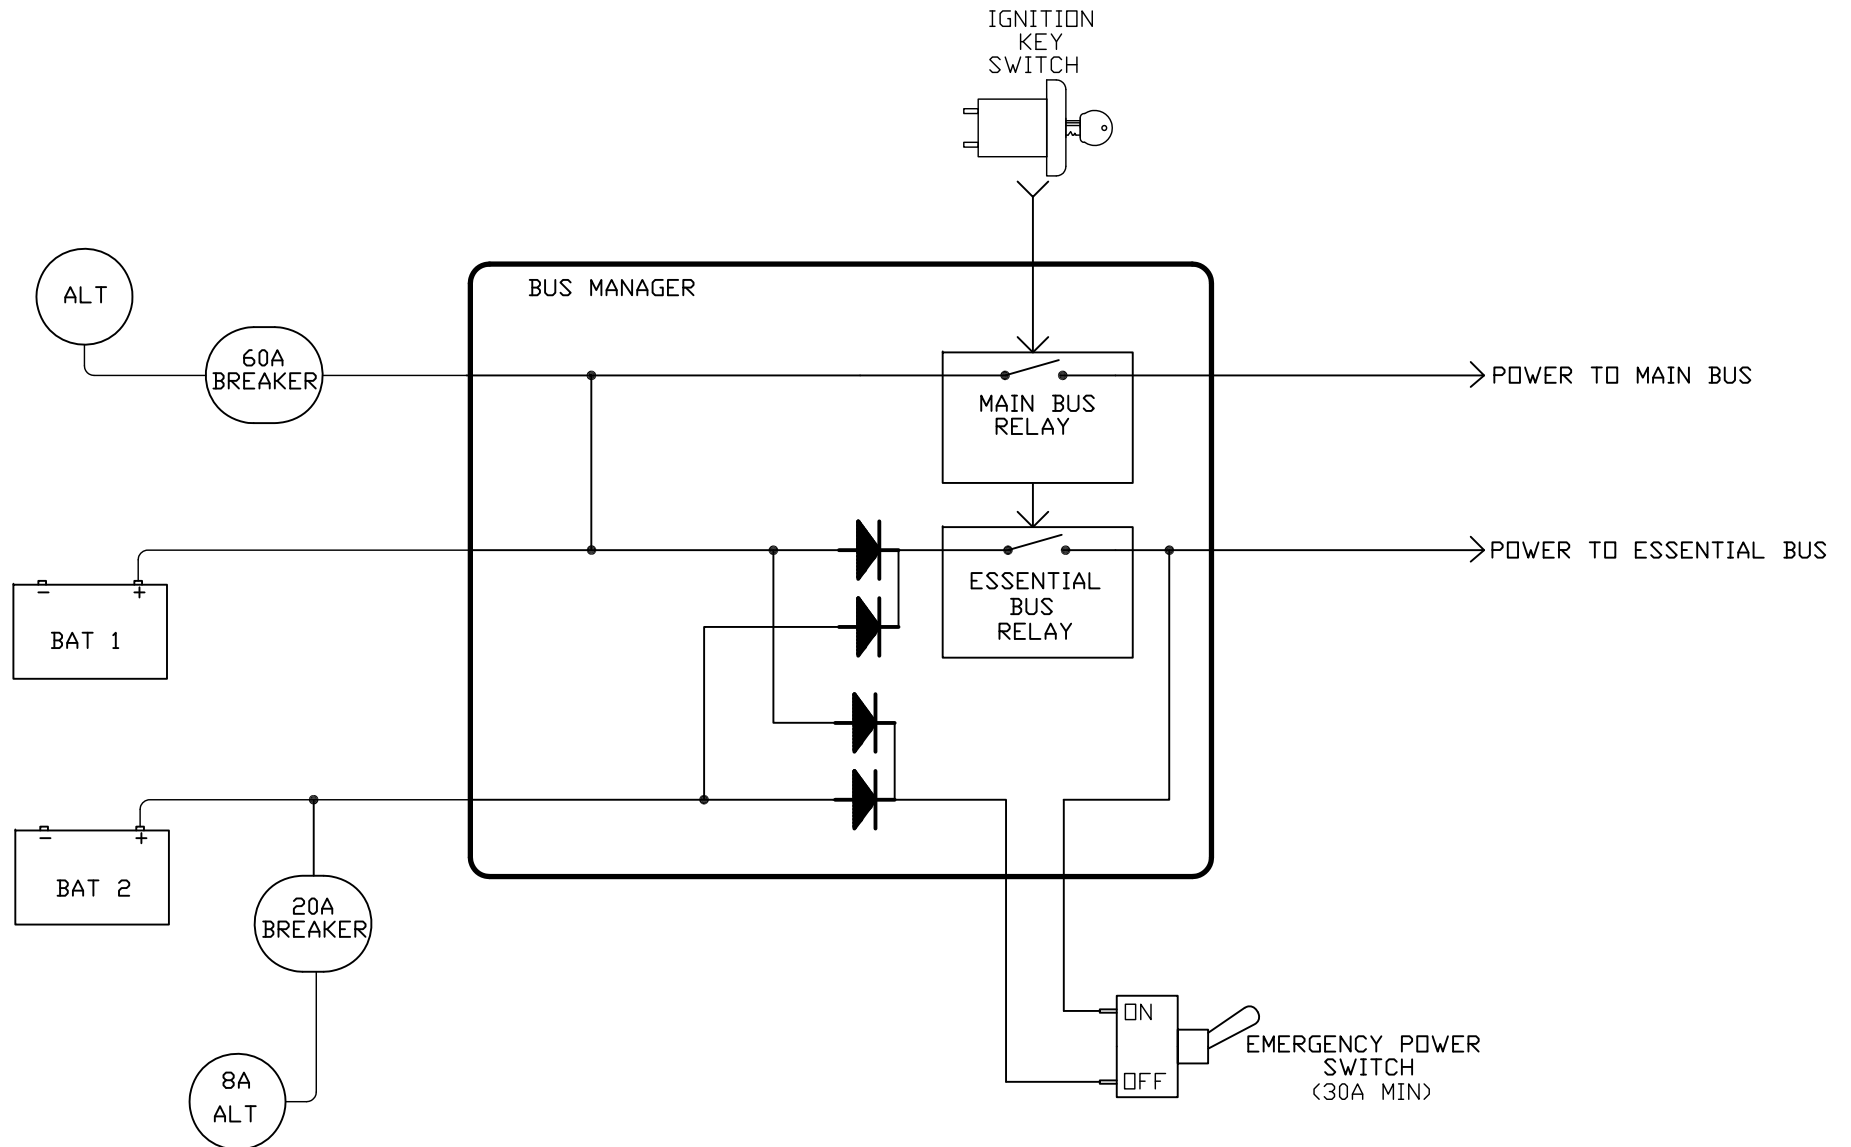 IGNITION
KEY
SWITCH
ALT
BUS MANAGER
60A
BREAKER
POWER TO MAIN BUS
MAIN BUS
RELAY
POWER TO ESSENTIAL BUS
- +
BAT 1
ESSENTIAL
BUS
RELAY
- +
BAT 2
20A
BREAKER
ON
OFF
EMERGENCY POWER
SWITCH
(30A MIN)
8A
ALT